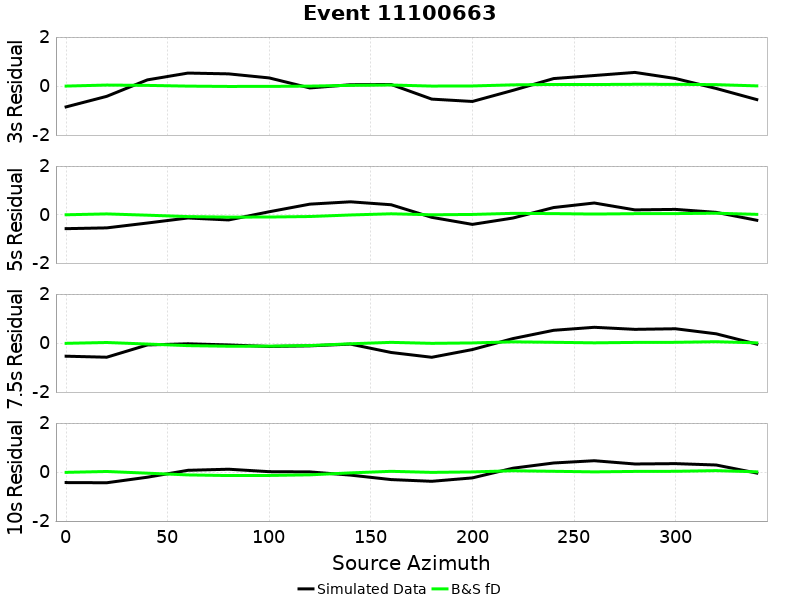 Event 11100663
3s Residual
2
0
-2
5s Residual
2
0
-2
7.5s Residual
2
0
-2
10s Residual
2
0
-2
0 50 100 150 200 250 300
Source Azimuth
Simulated Data B&S fD